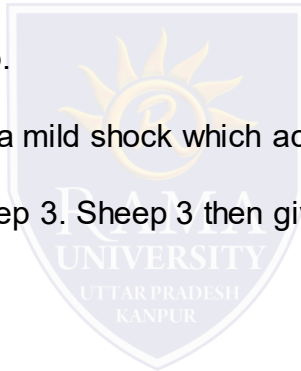 .
a mild shock which ac
ep 3. Sheep 3 then giv
R
RAMA
UNIVERSITY
UTTAR PRADESH
KANPUR